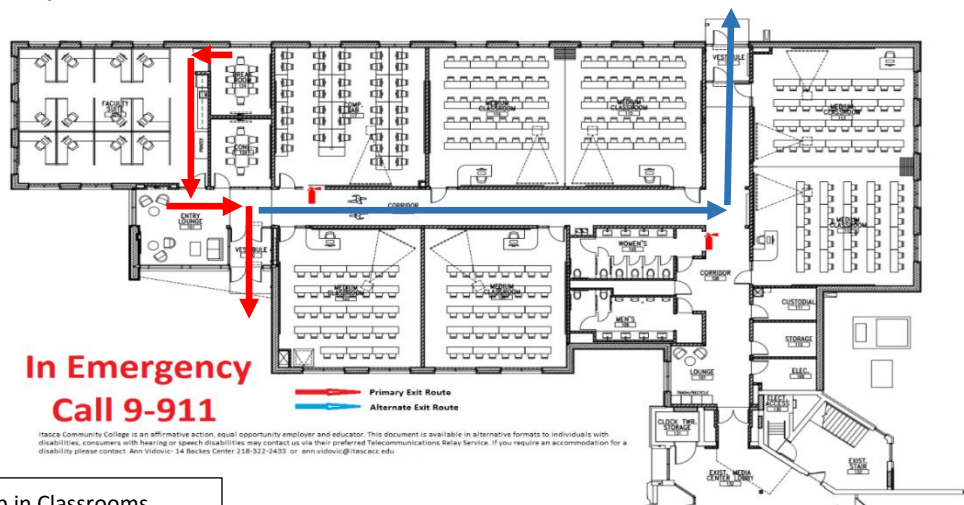 VESTIBULE
BREAK
ROOM
FACULTY
SUITE
COMP.
LAB
MEDIUM
CLASSROOM
MEDIUM
CLASSROOM
MEDIUM
CLASSROOM
CONF.
CORRIDOR
ENTRY
LOUNGE
101
VESTIBULE
WOMEN'S
MEDIUM
CLASSROOM
MEDIUM
CLASSROOM
MEDIUM
CLASSROOM
CORRIDOR
MEN'S
CUSTODIAL
STORAGE
ELEC.
LOUNGE
TRASH/RECYCLE
ELECT.
ACCESS
CLOCK TWR.
STORAGE
EXIST.
STAIR
EXIST. MEDIA
CENTER LOBBY
In Emergency
Call 9-911
Primary Exit Route
Alternate Exit Route
Itasca Community College is an affirmative action, equal opportunity employer and educator. This document is available in alternative formats to individuals with
disabilities, consumers with hearing or speech disabilities may contact us via their preferred Telecommunications Relay Service. If you require an accommodation for a
disability please contact Ann Vidovic- 14 Backes Center 218-322-2433 or ann.vidovic@itascacc.edu
in Classrooms